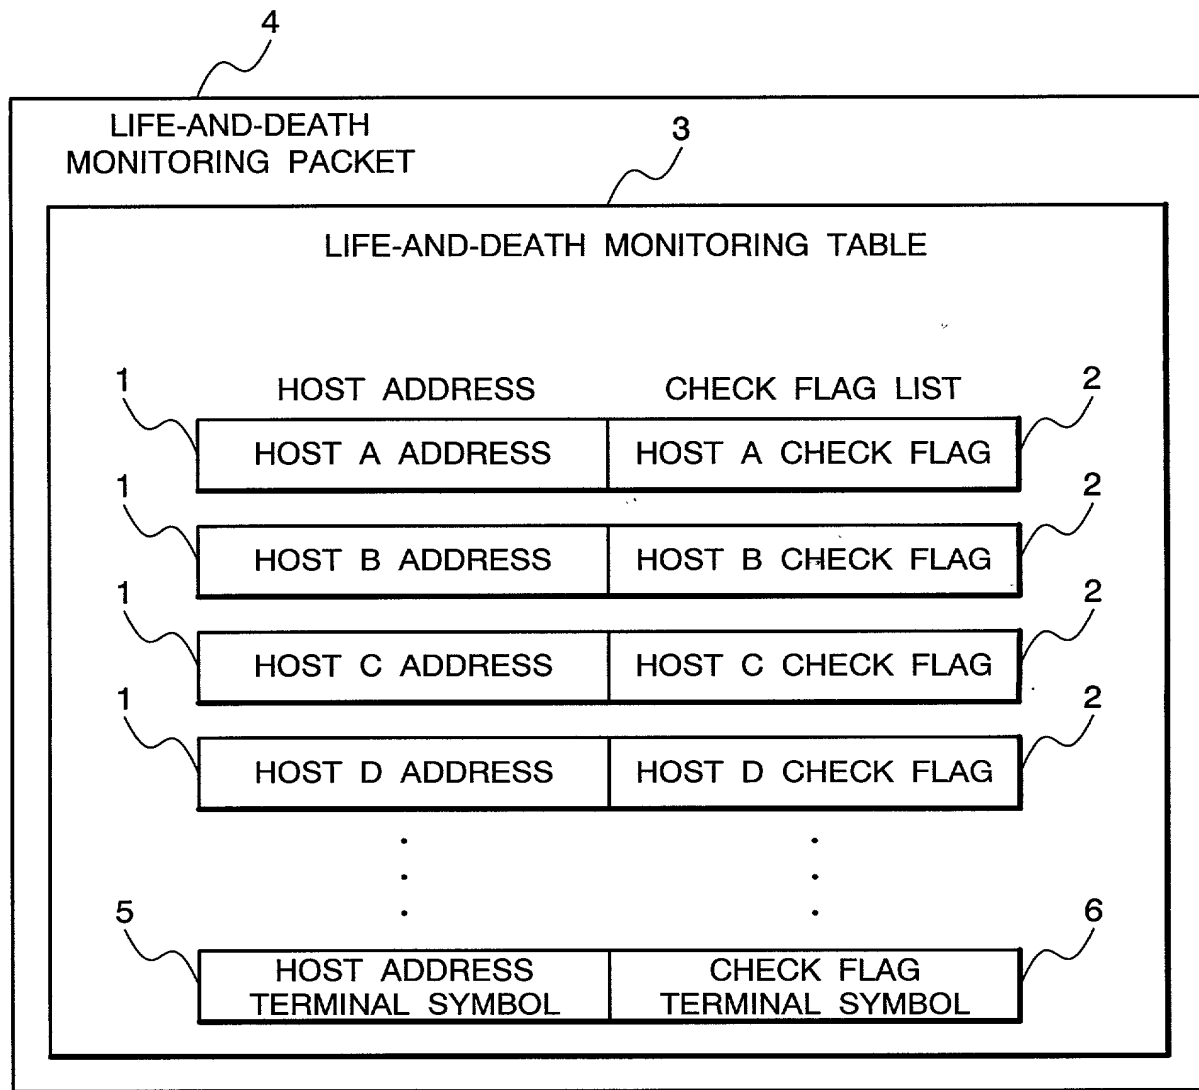 4
LIFE-AND-DEATH
MONITORING PACKET
3
LIFE-AND-DEATH MONITORING TABLE
1 HOST ADDRESS CHECK FLAG LIST 2
HOST A ADDRESS HOST A CHECK FLAG
1 2
HOST B ADDRESS HOST B CHECK FLAG
1 2
HOST C ADDRESS HOST C CHECK FLAG
1 2
HOST D ADDRESS HOST D CHECK FLAG
5 6
HOST ADDRESS CHECK FLAG
TERMINAL SYMBOL TERMINAL SYMBOL